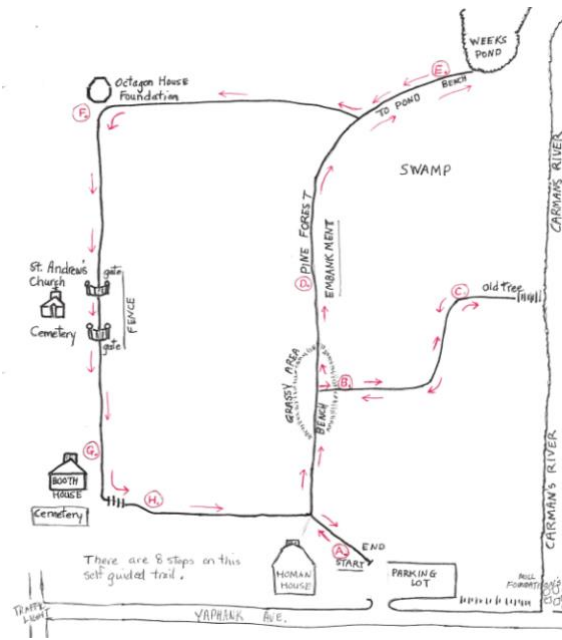 WEEKS
POND
E.
BENCH
TO POND
Octagon House
Foundation
F.
SWAMP
CARMANS RIVER
PINE FOREST
EMBANKMENT
D.
C.
Old Tree
St. Andrew's
Church
gate
FENCE
Cemetery
gate
GRASSY AREA
B.
BENCH
G.
BOOTH
HOUSE
Cemetery
H.
CARMAN'S RIVER
There are 8 stops on this
self guided trail.
A.
END
START
HOMAN
HOUSE
PARKING
LOT
TRAFFIC
LIGHT
YAPHANK AVE.